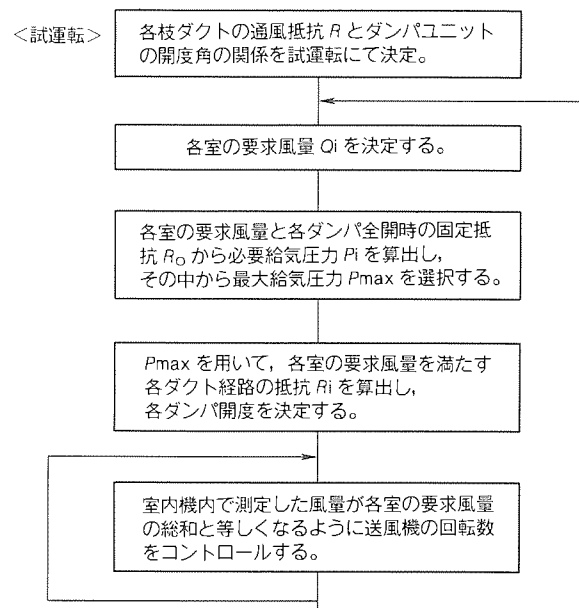 <試運転>
各枝ダクトの通風抵抗 R とダンパユニット
の開度角の関係を試運転にて決定。
各室の要求風量 Qi を決定する。
各室の要求風量と各ダンパ全開時の固定抵
抗 RO から必要給気圧力 Pi を算出し,
その中から最大給気圧力 Pmax を選択する。
Pmax を用いて, 各室の要求風量を満たす
各ダクト経路の抵抗 Ri を算出し,
各ダンパ開度を決定する。
室内機内で測定した風量が各室の要求風量
の総和と等しくなるように送風機の回転数
をコントロールする。